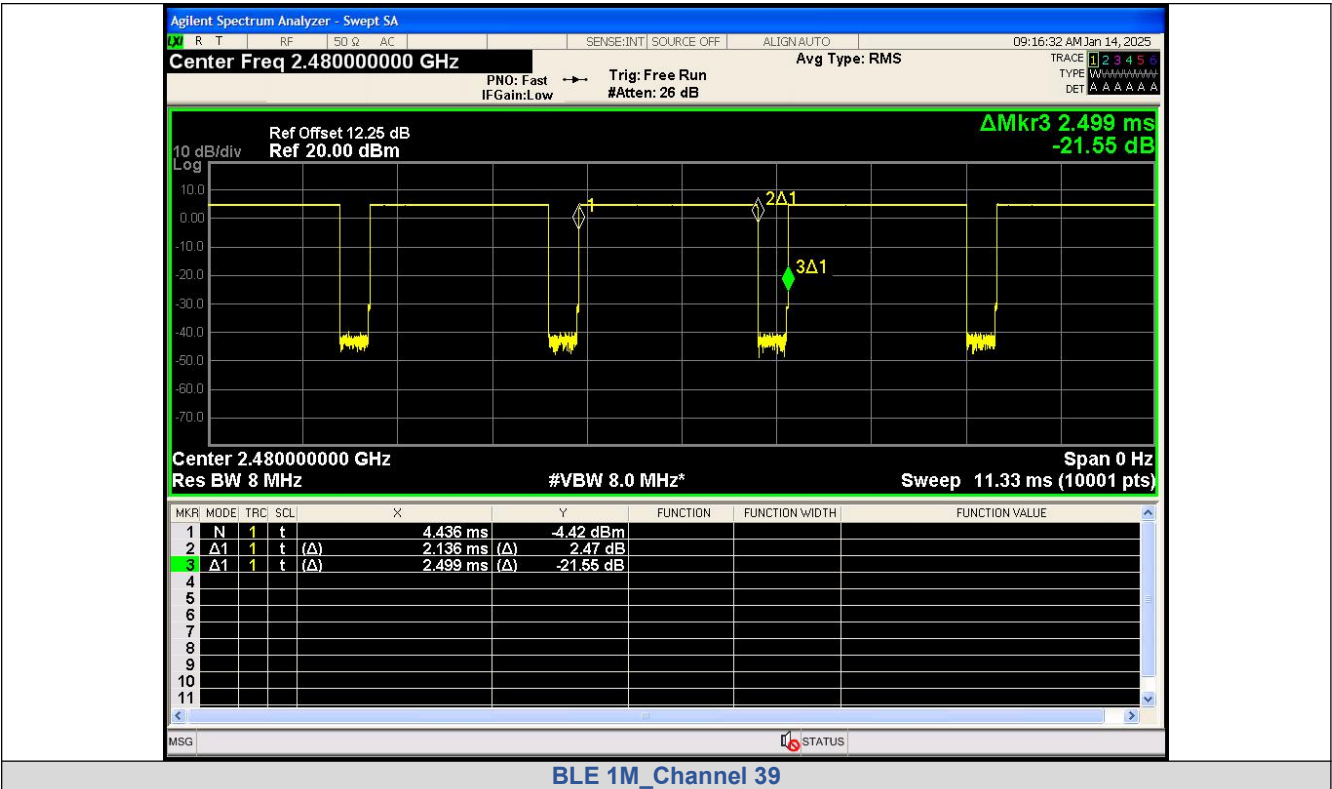 Agilent Spectrum Analyzer - Swept SA
LXI R T RF 50 Ω AC SENSE:INT SOURCE OFF ALIGN AUTO 09:16:32 AM Jan 14, 2025
Center Freq 2.480000000 GHz Avg Type: RMS TRACE 1 2 3 4 5 6
PNO: Fast Trig: Free Run TYPE WWWWWW
IFGain:Low #Atten: 26 dB DET A A A A A A
ΔMkr3 2.499 ms
Ref Offset 12.25 dB
10 dB/div Ref 20.00 dBm -21.55 dB
Log
10.0
0.00
-10.0
-20.0
-30.0
-40.0
-50.0
-60.0
-70.0
1
2Δ1
3Δ1
Center 2.480000000 GHz Span 0 Hz
Res BW 8 MHz #VBW 8.0 MHz* Sweep 11.33 ms (10001 pts)
MKR MODE TRC SCL X Y FUNCTION FUNCTION WIDTH FUNCTION VALUE
1 N 1 t 4.436 ms -4.42 dBm
2 Δ1 1 t (Δ) 2.136 ms (Δ) 2.47 dB
3 Δ1 1 t (Δ) 2.499 ms (Δ) -21.55 dB
4
5
6
7
8
9
10
11
MSG STATUS
BLE 1M_Channel 39